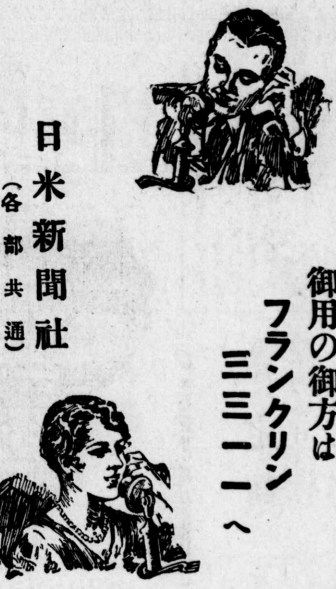 御用の御方は
フランクリン
三三一一へ
日米新聞社
（各部共通）